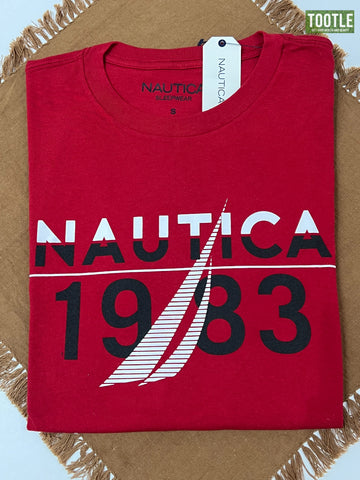 TOOTLE
NAUTICA
SLEEPWEAR
S
NAUTICA
NAUTICA
1983